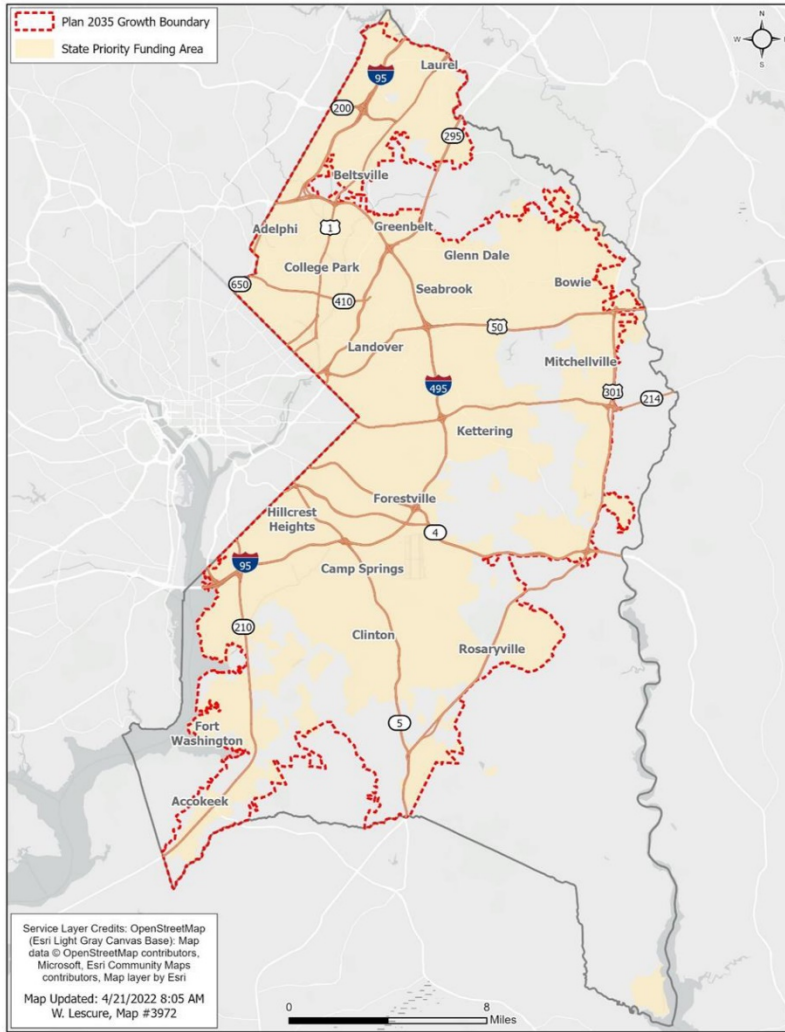 Plan 2035 Growth Boundary
State Priority Funding Area
N
W
E
S
95
Laurel
200
295
Beltsville
Adelphi
1
Greenbelt
Glenn Dale
College Park
650
410
Seabrook
Bowie
50
Landover
Mitchellville
495
301
214
Kettering
Forestville
Hillcrest
Heights
4
95
Camp Springs
210
Clinton
Rosaryville
5
Fort
Washington
Accokeek
Service Layer Credits: OpenStreetMap
(Esri Light Gray Canvas Base): Map
data © OpenStreetMap contributors,
Microsoft, Esri Community Maps
contributors, Map layer by Esri
Map Updated: 4/21/2022 8:05 AM
W. Lescure, Map #3972
0
8
Miles